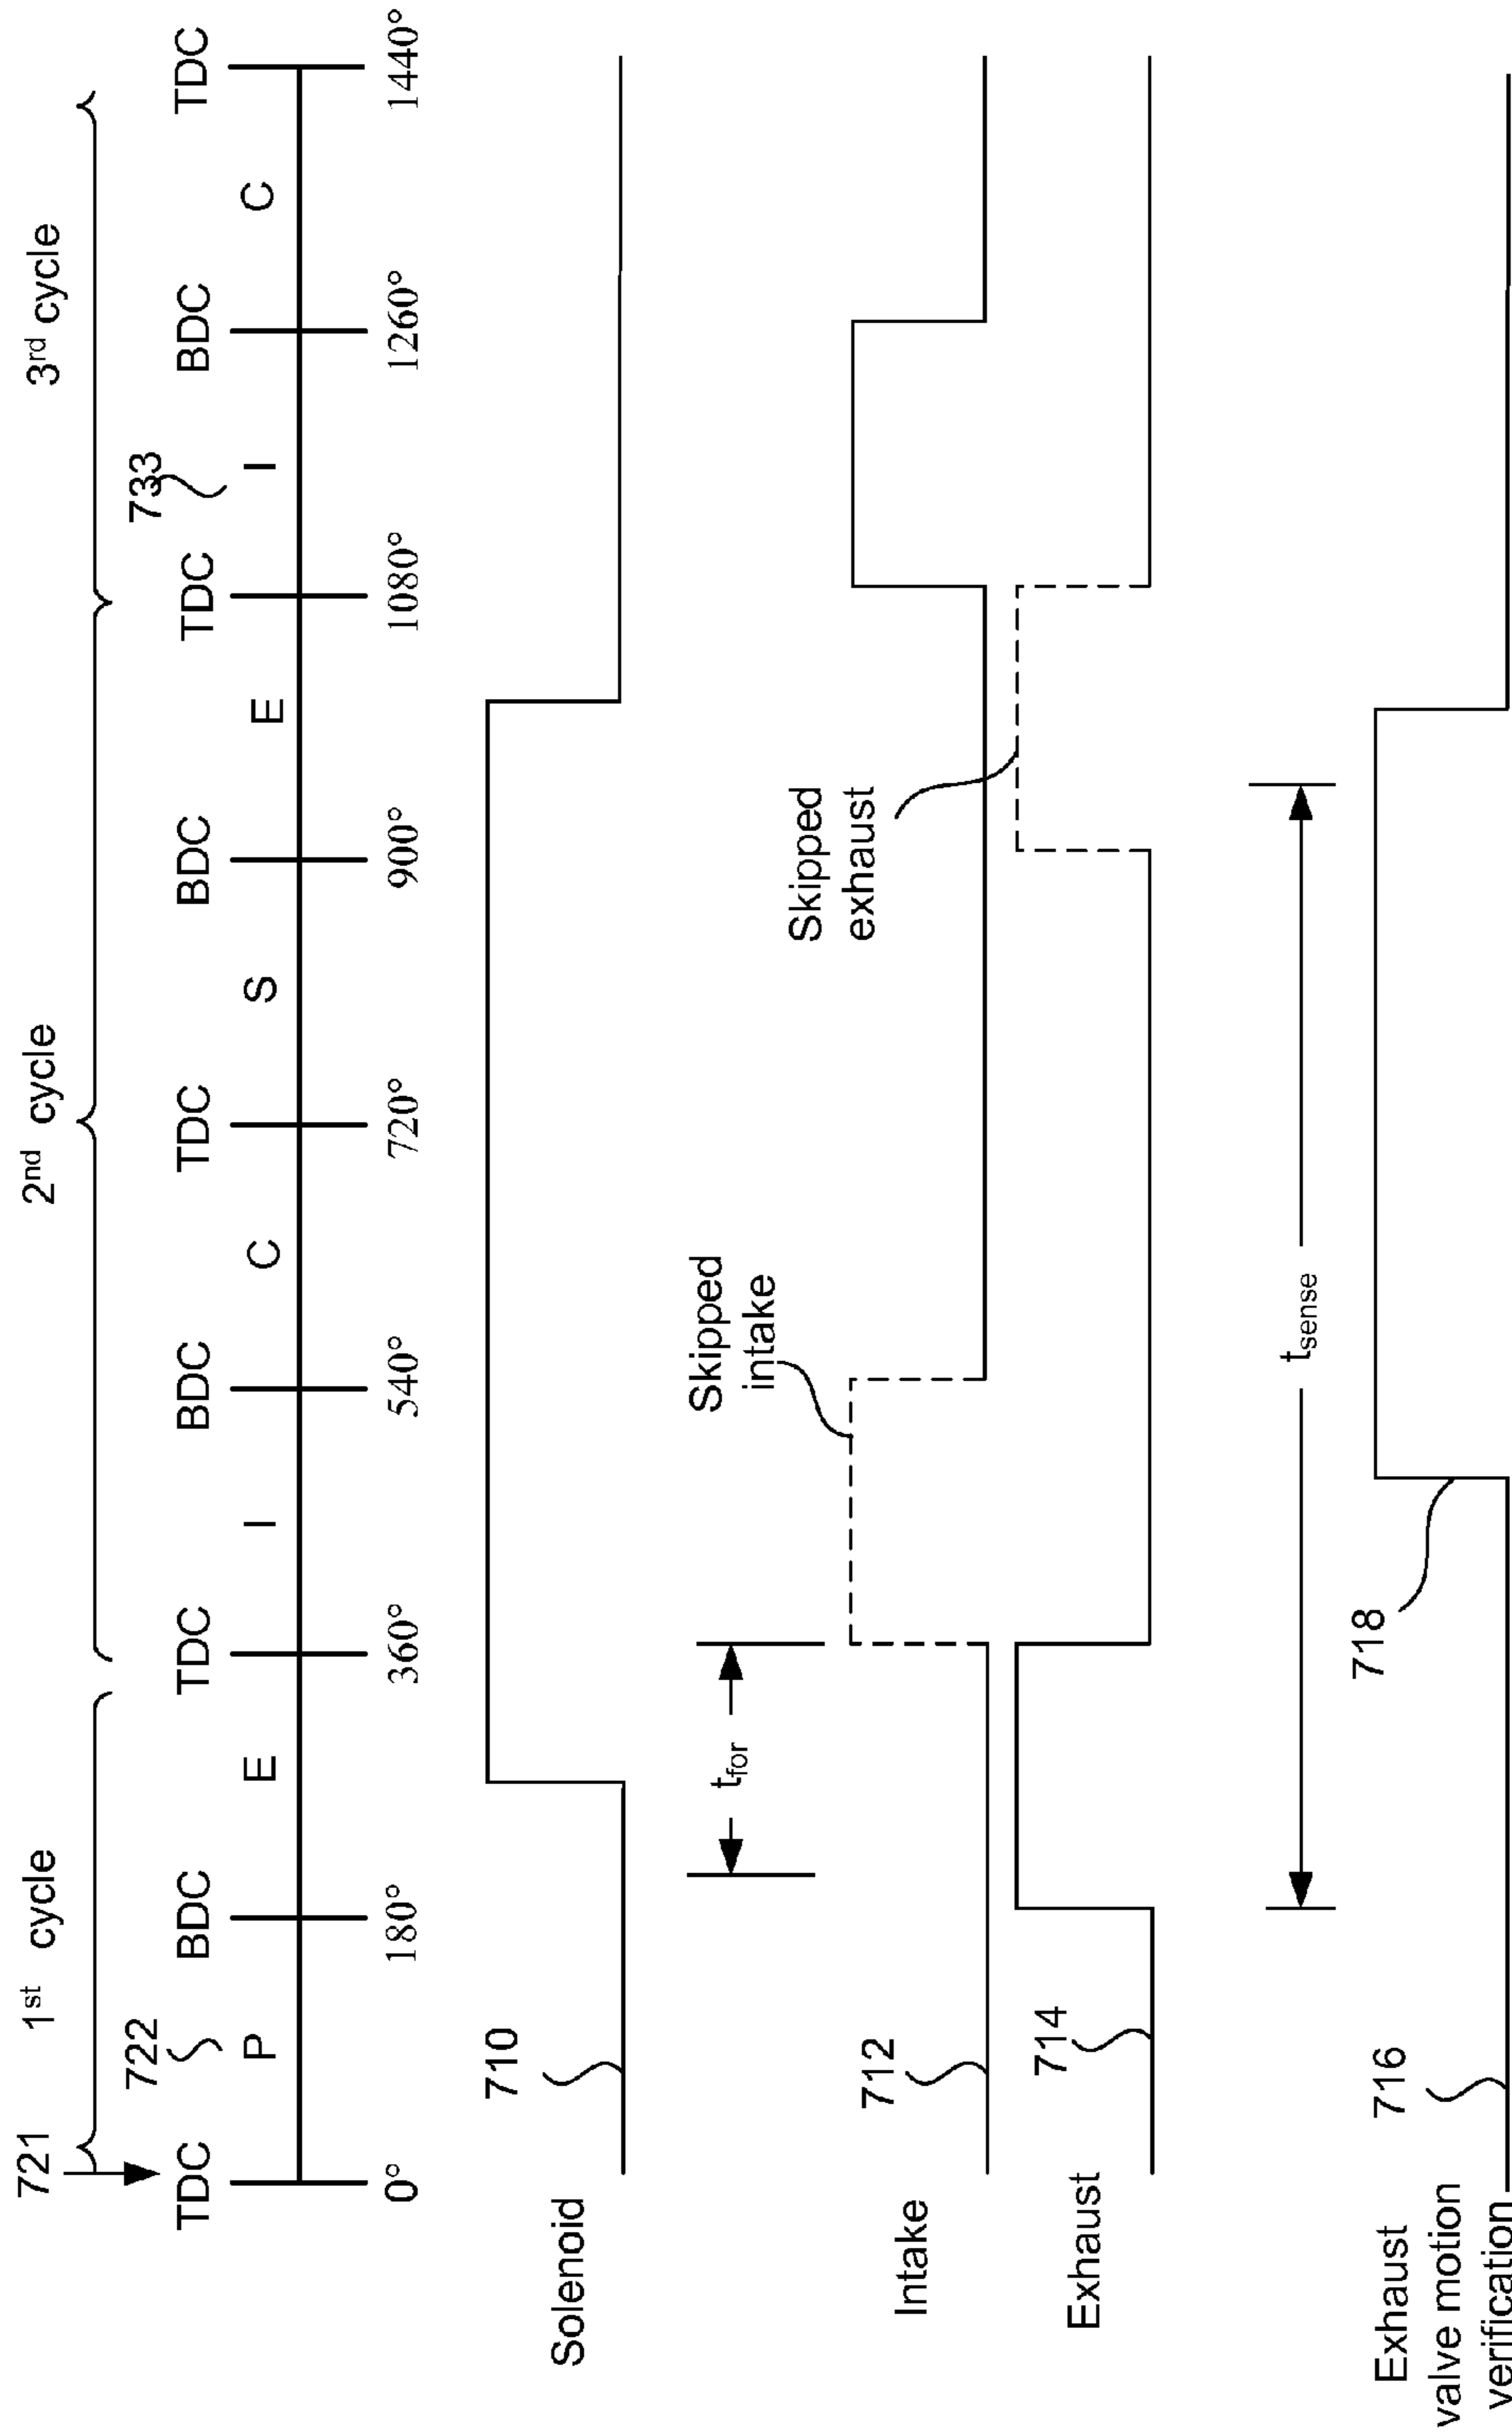 721
1st cycle
2nd cycle
3rd cycle
722
733
TDC
BDC
TDC
BDC
TDC
BDC
TDC
BDC
TDC
P
E
I
C
S
E
I
C
0°
180°
360°
540°
720°
900°
1080°
1260°
1440°
Solenoid
710
tfor
Skipped
intake
Skipped
exhaust
Intake
712
Exhaust
714
tsense
Exhaust
valve motion
verification
716
718